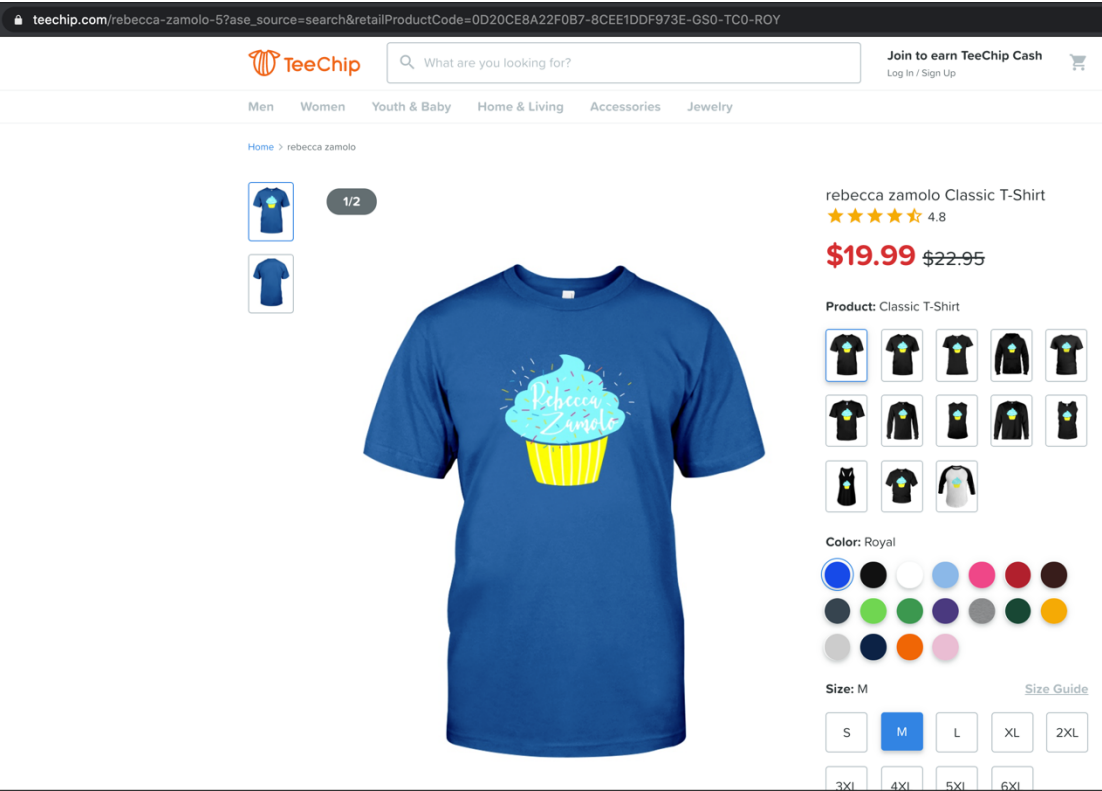 teechip.com/rebecca-zamolo-5?ase_source=search&retailProductCode=0D20CE8A22F0B7-8CEE1DDF973E-GS0-TC0-ROY
TeeChip
What are you looking for?
Join to earn TeeChip Cash
Log In / Sign Up
Men Women Youth & Baby Home & Living Accessories Jewelry
Home > rebecca zamolo
1/2
rebecca zamolo Classic T-Shirt
4.8
$19.99 $22.95
Product: Classic T-Shirt
Rebecca
Zamolo
Color: Royal
Size: M
Size Guide
S M L XL 2XL
3XL 4XL 5XL 6XL